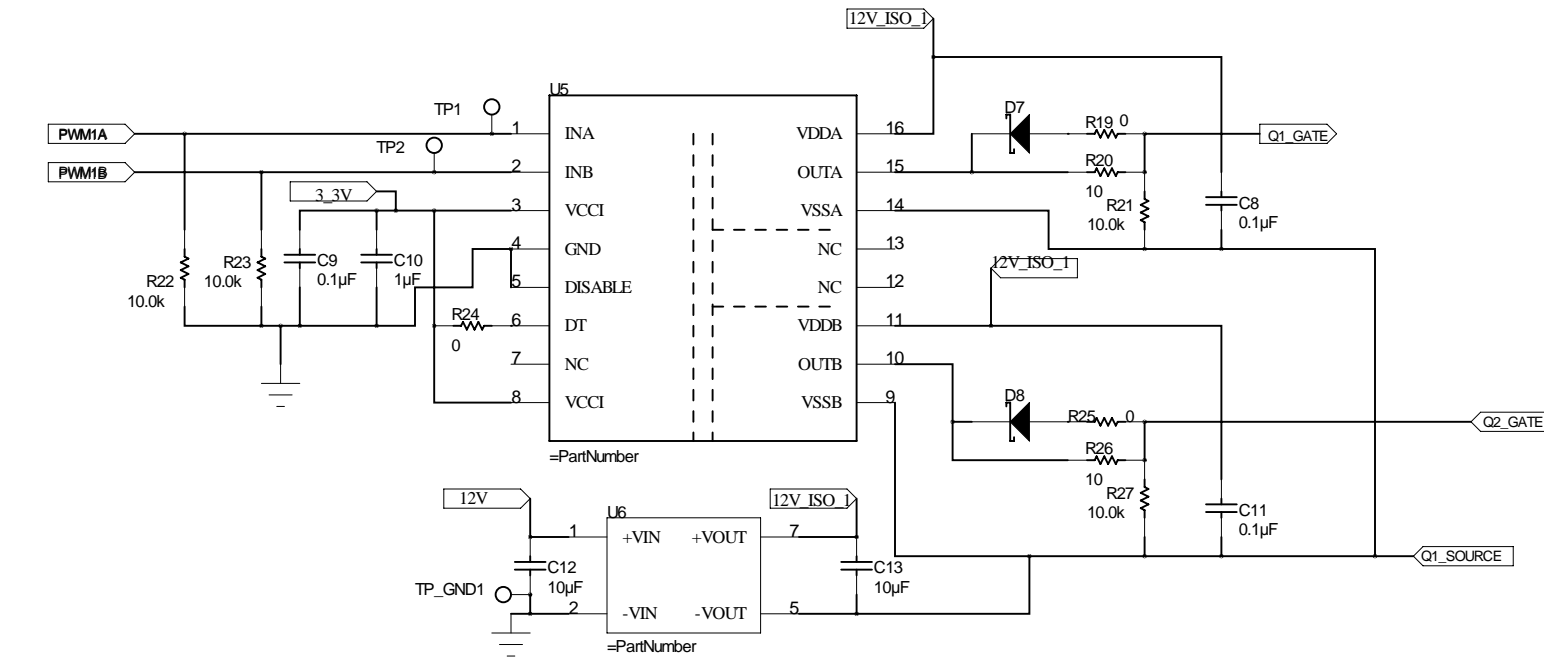 12V_ISO_1
U5
TP1
D7
PWM1A
1
INA
VDDA
16
R19 0
Q1_GATE
TP2
PWM1B
2
INB
OUTA
15
R20
10
3_3V
3
VCCI
VSSA
14
R21
10.0k
C8
0.1µF
4
GND
NC
13
R22
10.0k
R23
10.0k
C9
0.1µF
C10
1µF
12V_ISO_1
5
DISABLE
NC
12
R24
0
6
DT
VDDB
11
7
NC
OUTB
10
8
VCCI
VSSB
9
D8
R25 0
Q2_GATE
R26
10
=PartNumber
R27
10.0k
C11
0.1µF
12V
12V_ISO_1
U6
1
+VIN
+VOUT
7
C12
10µF
C13
10µF
Q1_SOURCE
TP_GND1
2
-VIN
-VOUT
5
=PartNumber